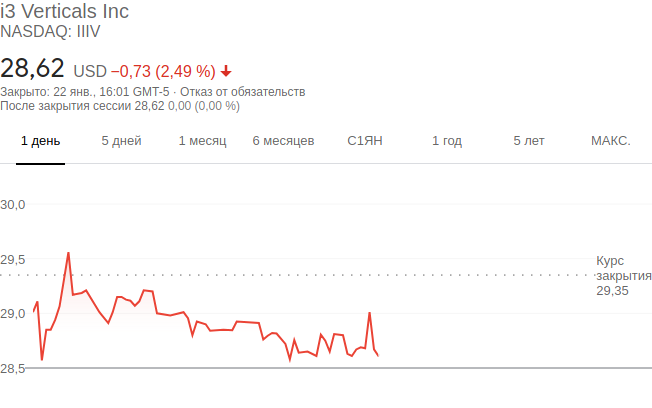 i3 Verticals Inc
NASDAQ: IIIV
28,62 USD −0,73 (2,49 %)
Закрыто: 22 янв., 16:01 GMT-5 · Отказ от обязательств
После закрытия сессии 28,62 0,00 (0,00 %)
1 день 5 дней 1 месяц 6 месяцев С1ЯН 1 год 5 лет МАКС.
30,0
29,5
Курс
закрытия
29,35
29,0
28,5